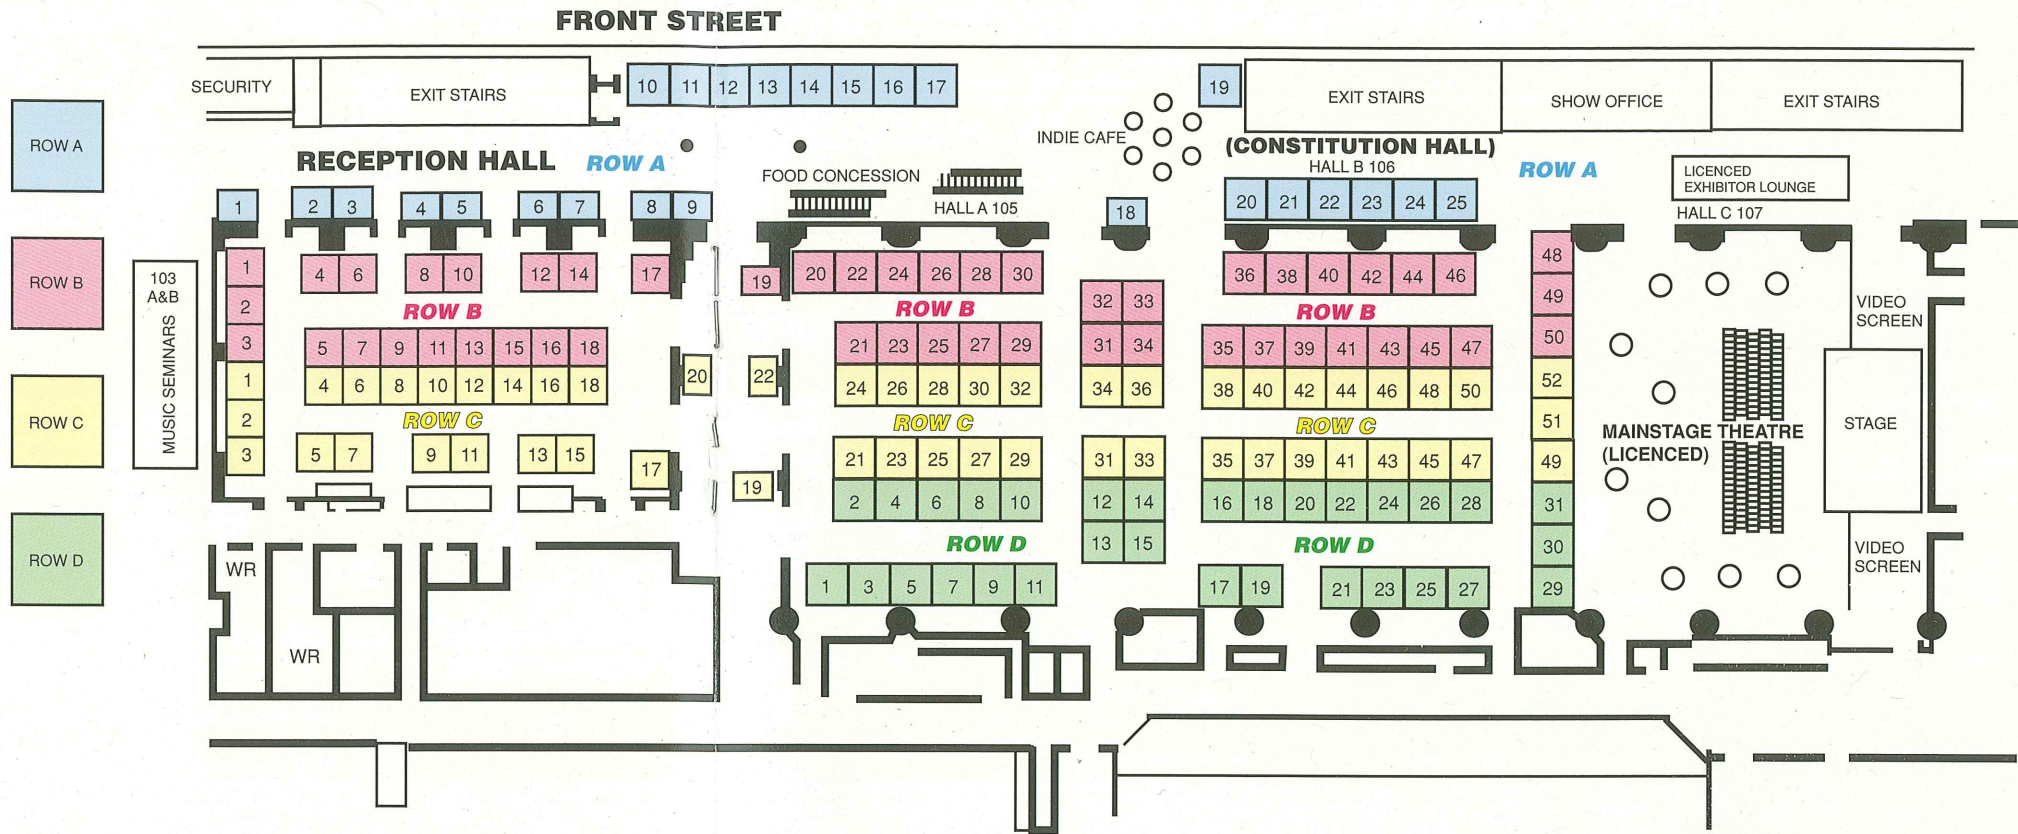 FRONT STREET
SECURITY
EXIT STAIRS
10 11 12 13 14 15 16 17
19
EXIT STAIRS
SHOW OFFICE
EXIT STAIRS
ROW A
INDIE CAFE
(CONSTITUTION HALL)
HALL B 106
RECEPTION HALL
ROW A
ROW A
FOOD CONCESSION
LICENCED
EXHIBITOR LOUNGE
HALL A 105
HALL C 107
1
2 3
4 5
6 7
8 9
18
20 21 22 23 24 25
ROW B
103
A&B
MUSIC SEMINARS
1
2
3
4 6
8 10
12 14
17
19
20 22 24 26 28 30
32 33
36 38 40 42 44 46
48
49
50
ROW B
ROW B
ROW B
VIDEO
SCREEN
5 7 9 11 13 15 16 18
21 23 25 27 29
31 34
35 37 39 41 43 45 47
1
2
3
4 6 8 10 12 14 16 18
20
22
24 26 28 30 32
34 36
38 40 42 44 46 48 50
52
51
49
ROW C
ROW C
ROW C
ROW C
MAINSTAGE THEATRE
(LICENCED)
STAGE
5 7
9 11
13 15
17
19
21 23 25 27 29
31 33
35 37 39 41 43 45 47
2 4 6 8 10
12 14
16 18 20 22 24 26 28
31
30
29
ROW D
ROW D
ROW D
13 15
VIDEO
SCREEN
WR
WR
1 3 5 7 9 11
17 19
21 23 25 27